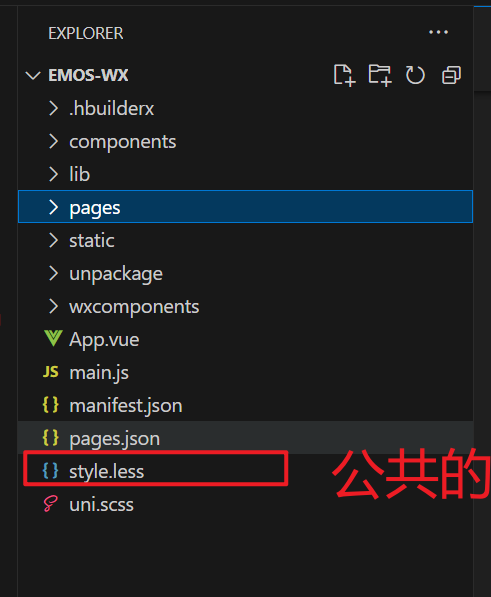 EXPLORER
EMOS-WX
.hbuilderx
components
lib
pages
static
unpackage
wxcomponents
App.vue
JS main.js
{ } manifest.json
{ } pages.json
{ } style.less
公共的
uni.scss